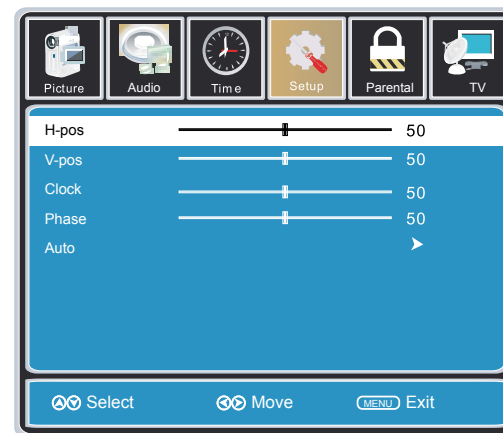 Picture Audio Time Setup Parental TV
H-pos 50
V-pos 50
Clock 50
Phase 50
Auto
Select Move MENU Exit